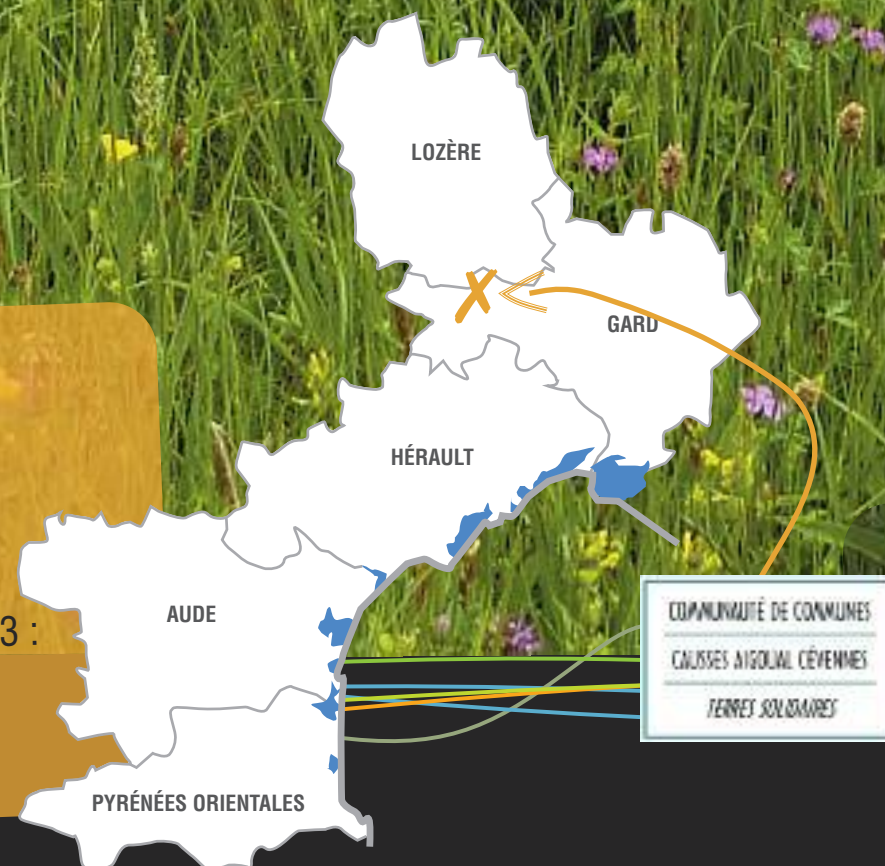 LOZÈRE
GARD
HÉRAULT
AUDE
3 :
PYRÉNÉES ORIENTALES
COMMUNAUTÉ DE COMMUNES
CAUSSES AIGOUAL CÉVENNES
TERRES SOLIDAIRES